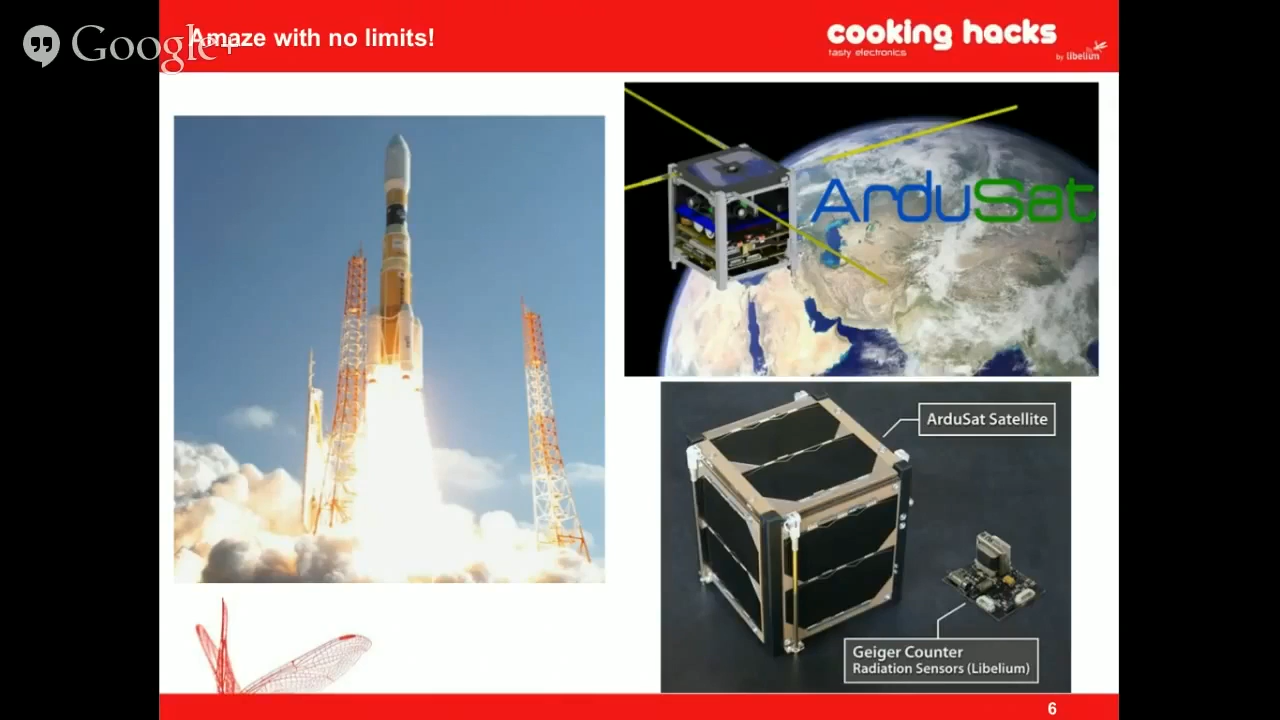 Google+
Amaze with no limits!
cooking hacks
tasty electronics
by libelium
ArduSat
ArduSat Satellite
Geiger Counter
Radiation Sensors (Libelium)
6